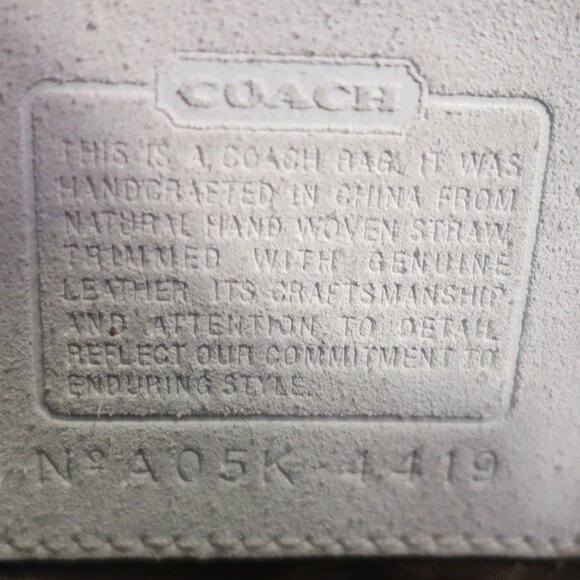 COACH
THIS IS A COACH BAG. IT WAS
HANDCRAFTED IN CHINA FROM
NATURAL HAND WOVEN STRAW,
TRIMMED WITH GENUINE
LEATHER. ITS CRAFTSMANSHIP
AND ATTENTION TO DETAIL
REFLECT OUR COMMITMENT TO
ENDURING STYLE.
Nº A05K-4419